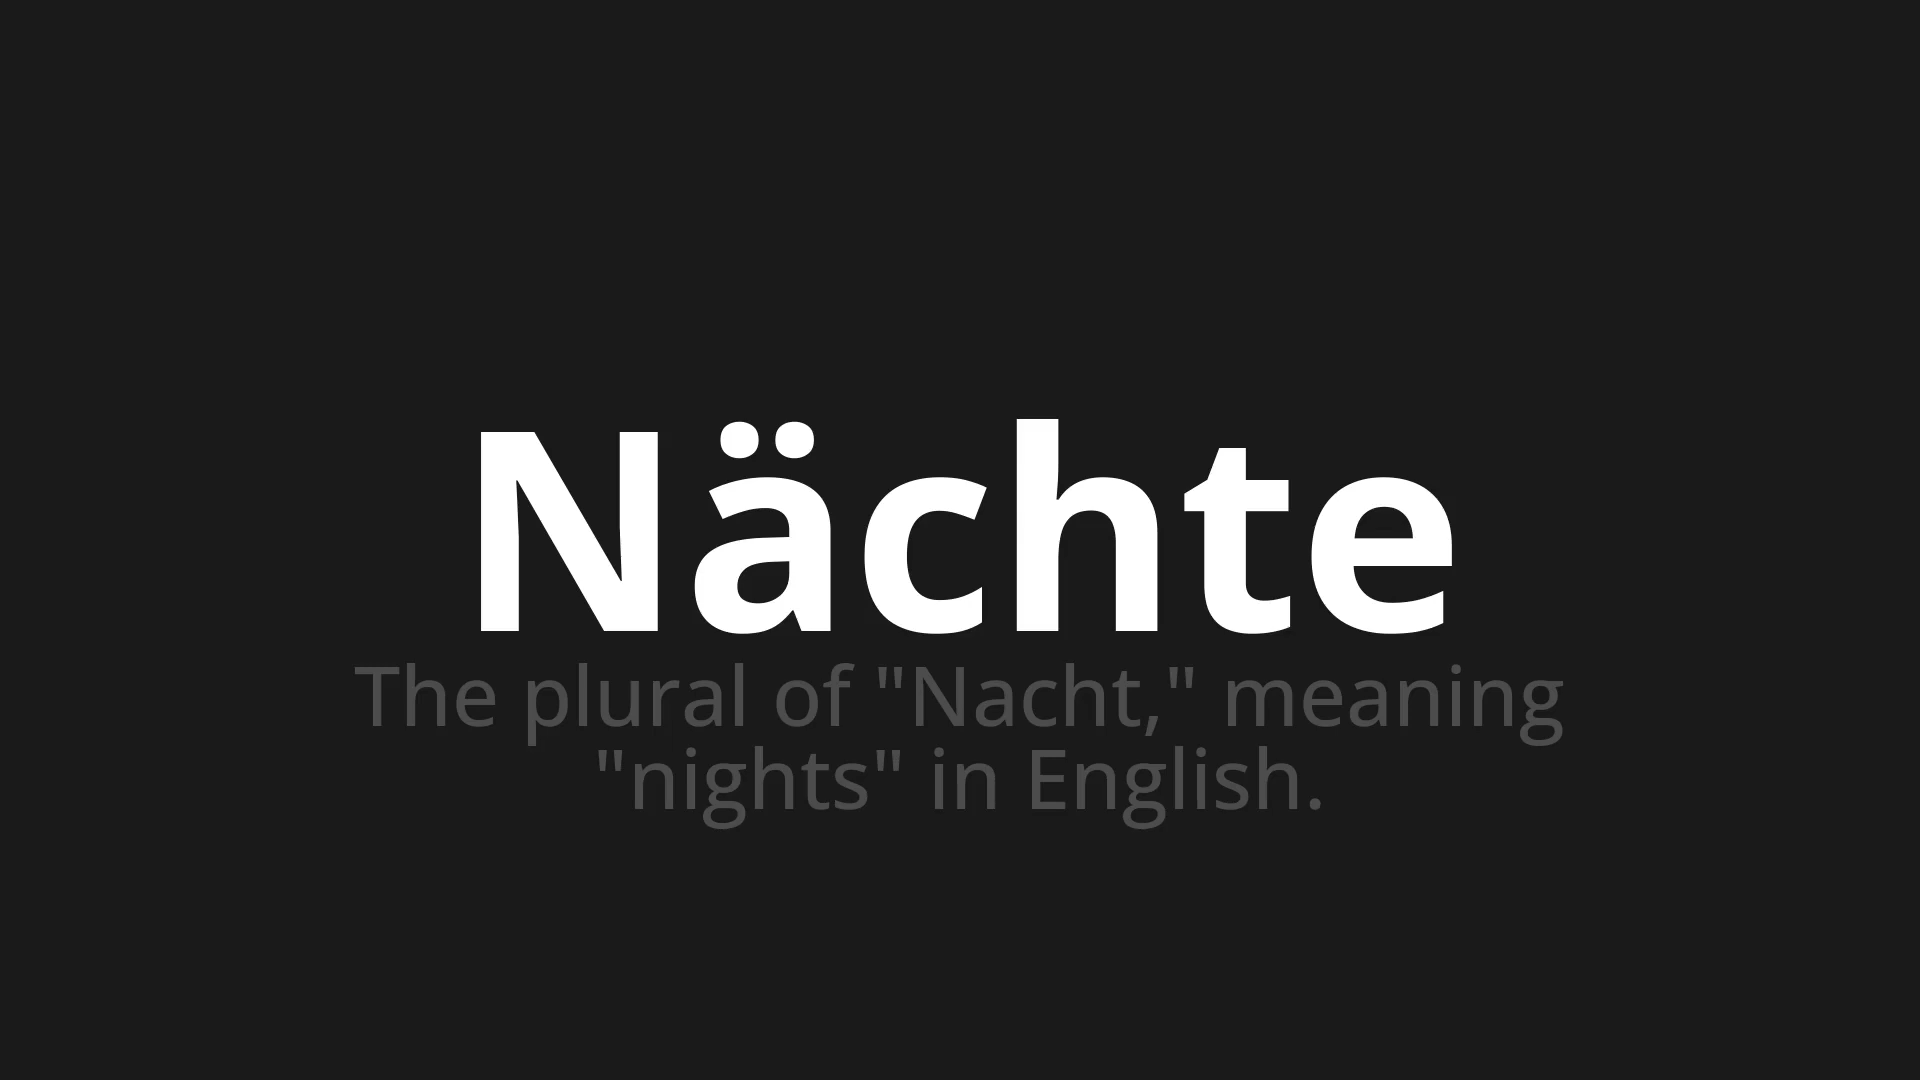 Nächte
The plural of "Nacht," meaning
"nights" in English.